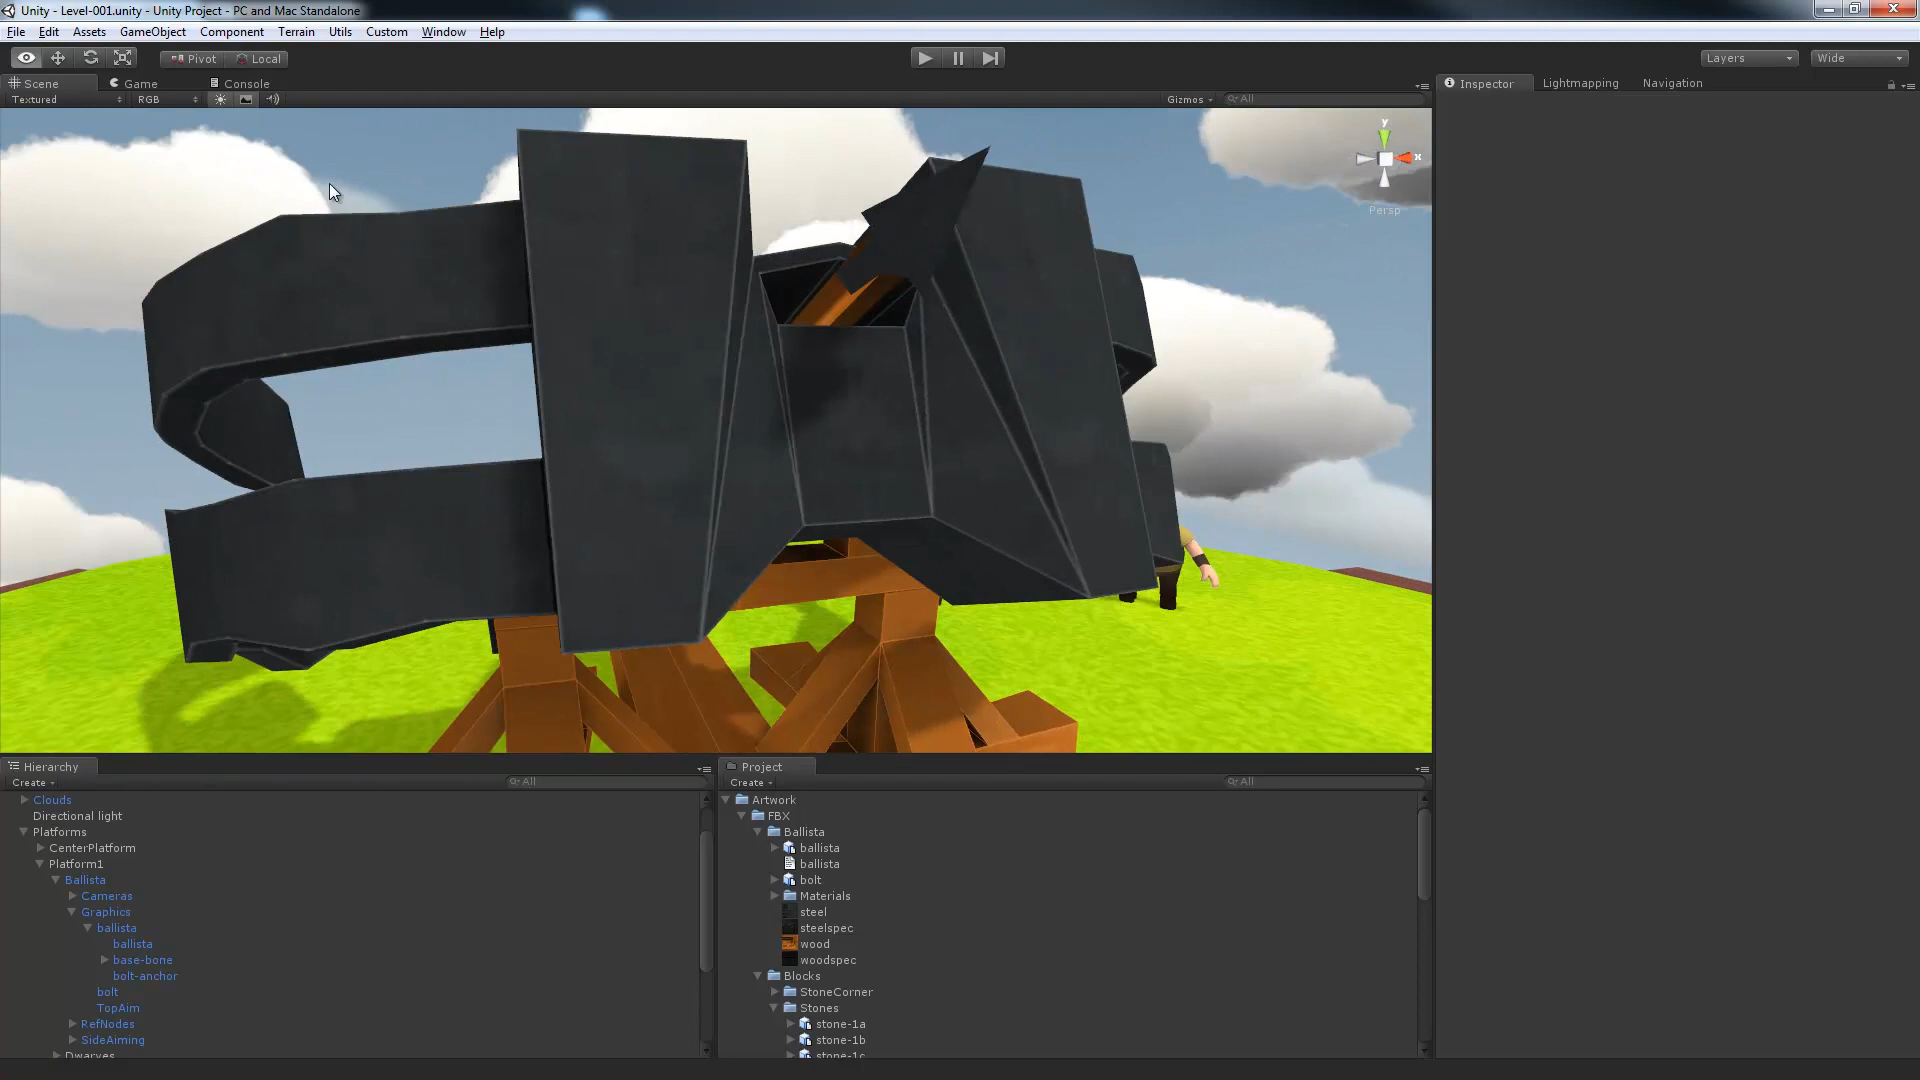 Unity - Level-001.unity - Unity Project - PC and Mac Standalone
File Edit Assets GameObject Component Terrain Utils Custom Window Help
Pivot Local Layers Wide
Scene Game Console Inspector Lightmapping Navigation
Textured RGB Gizmos All
y
x
Persp
Hierarchy
Create All
Clouds
Directional light
Platforms
CenterPlatform
Platform1
Ballista
Cameras
Graphics
ballista
ballista
base-bone
bolt-anchor
bolt
TopAim
RefNodes
SideAiming
Dwarves
Project
Create All
Artwork
FBX
Ballista
ballista
ballista
bolt
Materials
steel
steelspec
wood
woodspec
Blocks
StoneCorner
Stones
stone-1a
stone-1b
stone-1c